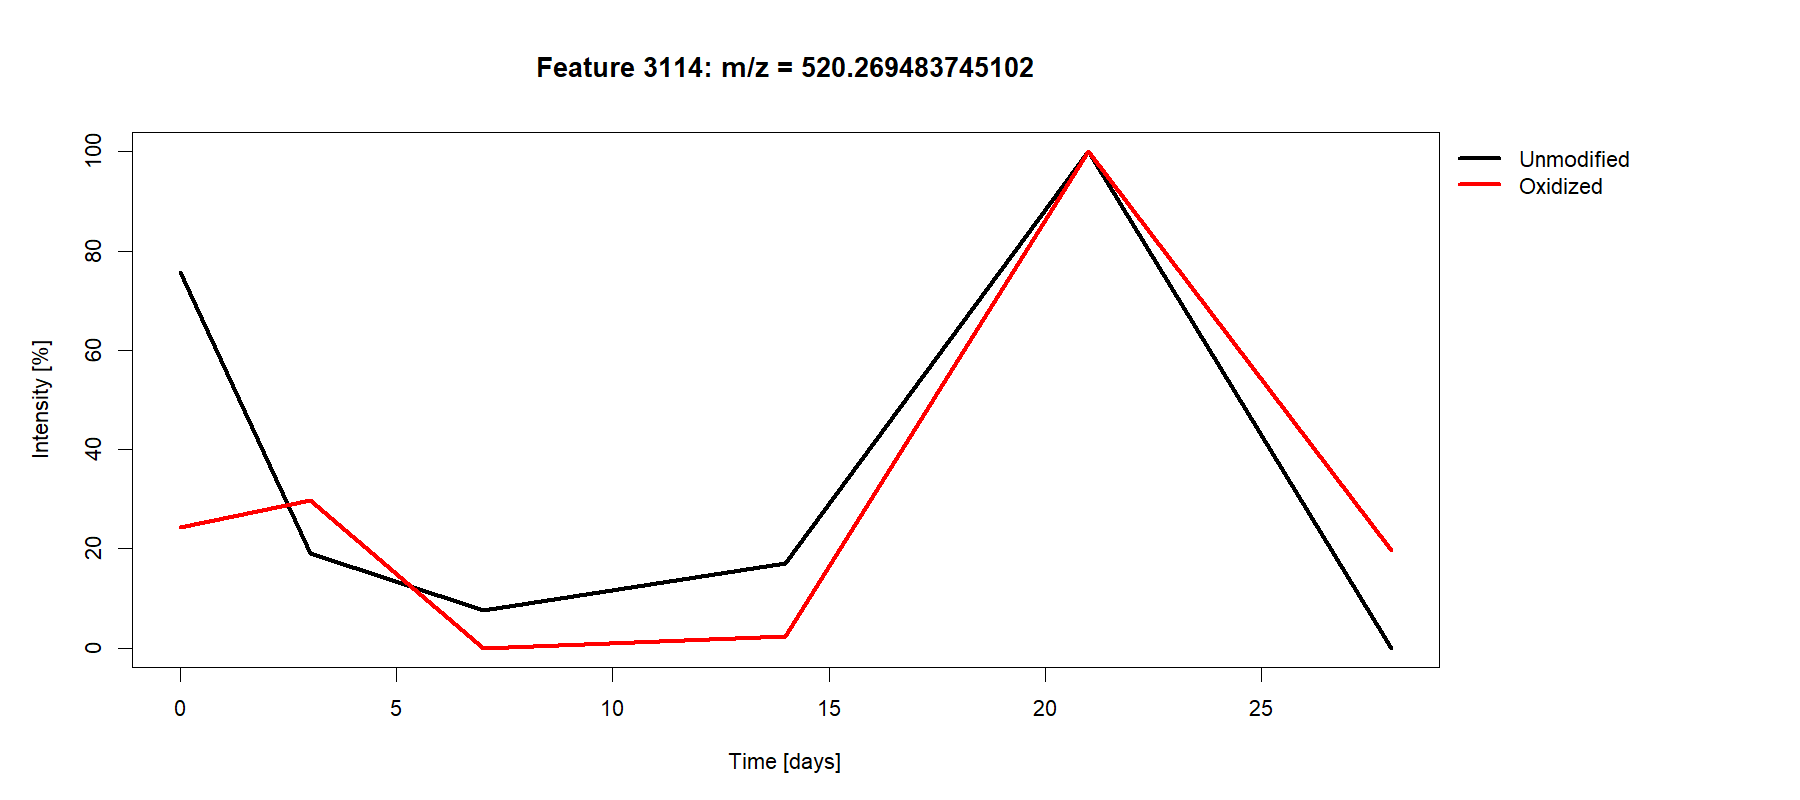 Feature 3114: m/z = 520.269483745102
Unmodified
Oxidized
Intensity [%]
100
80
60
40
20
0
0 5 10 15 20 25
Time [days]